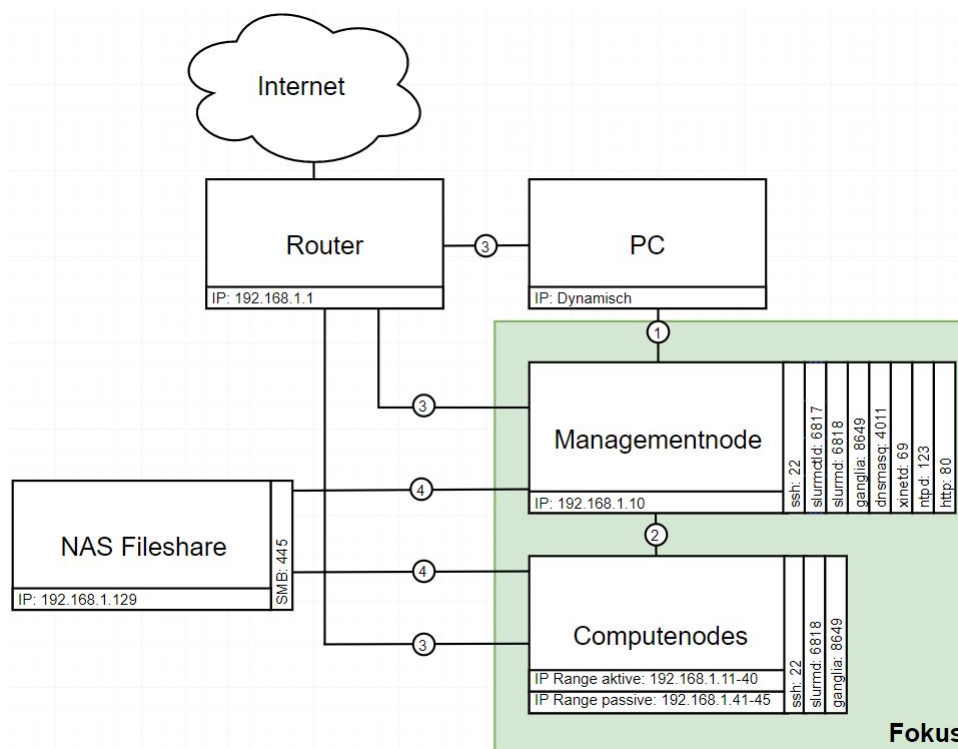 Internet
Router
IP: 192.168.1.1
3
PC
IP: Dynamisch
1
3
Managementnode
IP: 192.168.1.10
ssh: 22
slurmctld: 6817
slurmd: 6818
ganglia: 8649
dnsmasq: 4011
xinetd: 69
ntpd: 123
http: 80
4
NAS Fileshare
IP: 192.168.1.129
SMB: 445
2
4
3
Computenodes
IP Range aktive: 192.168.1.11-40
IP Range passive: 192.168.1.41-45
ssh: 22
slurmd: 6818
ganglia: 8649
Fokus